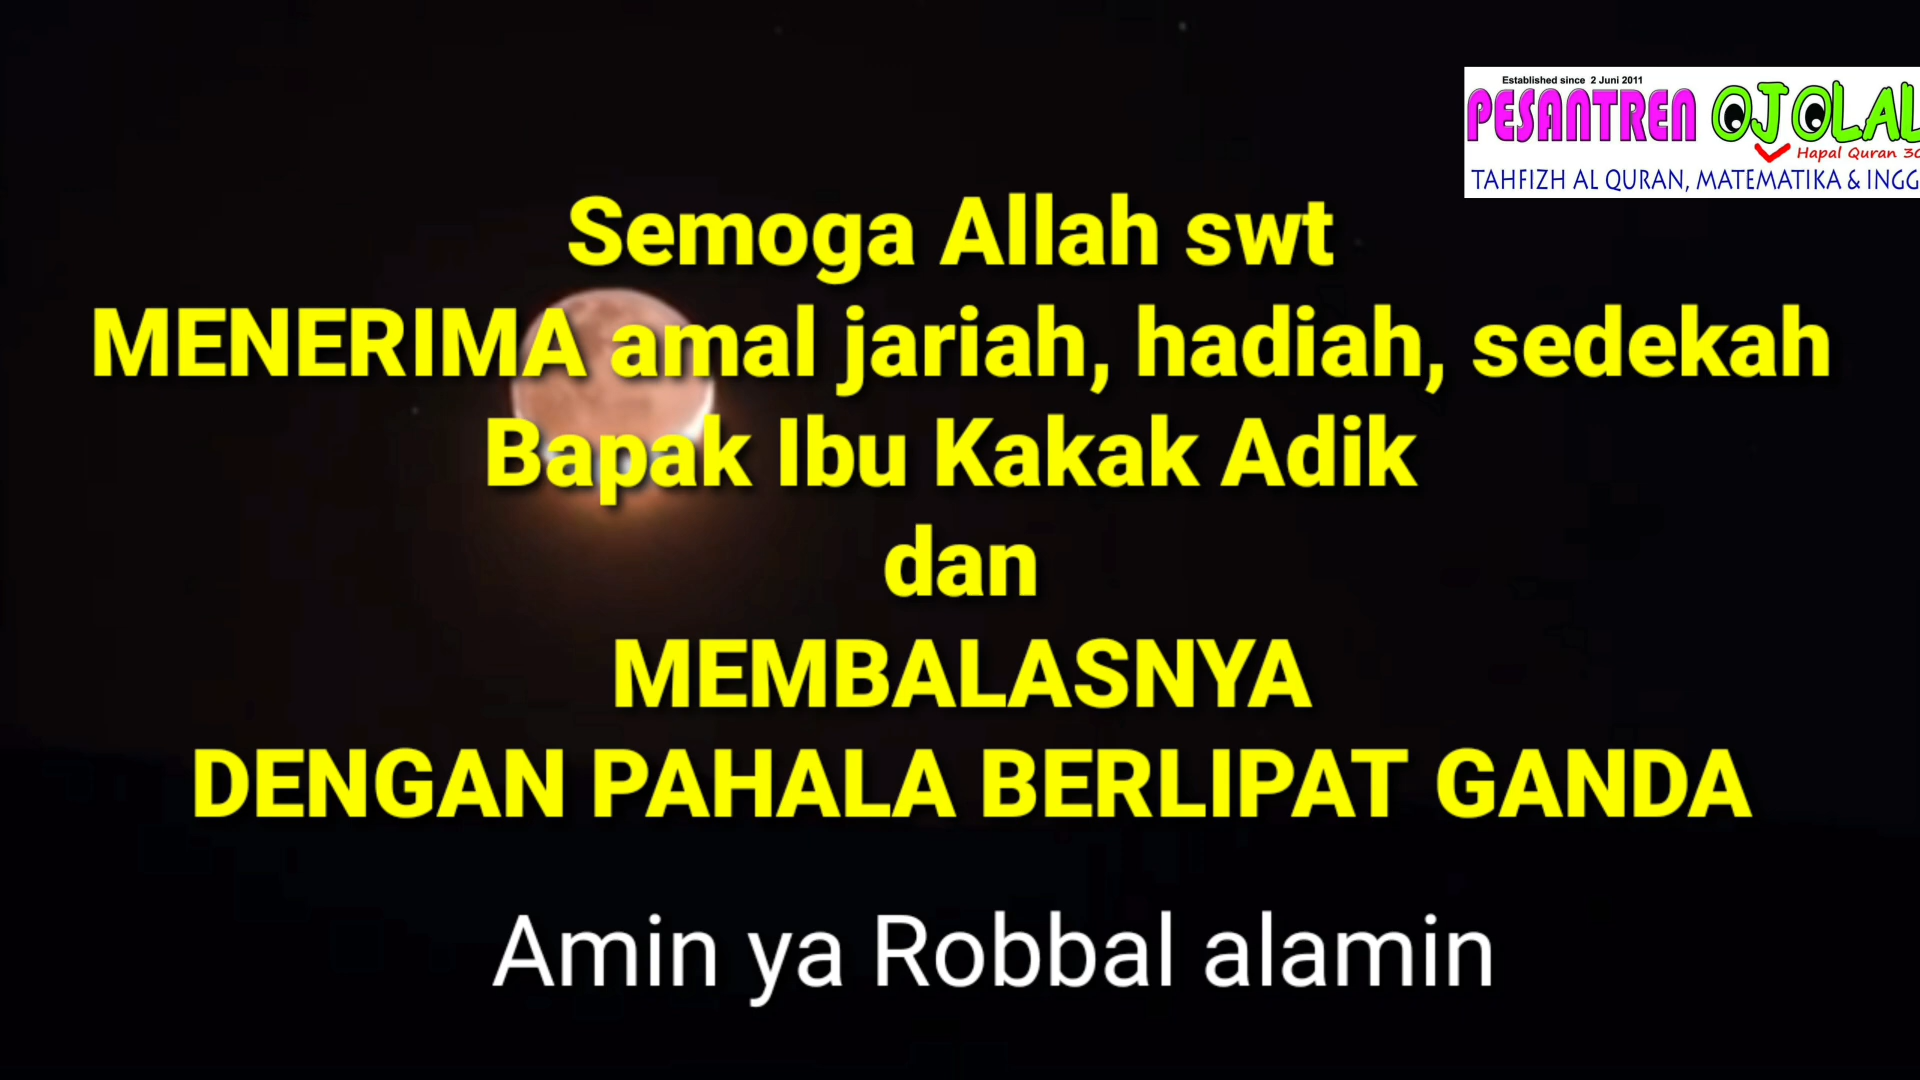 Established since 2 Juni 2011
PESANTREN OJOLAL
Hapal Quran 30
TAHFIZH AL QURAN, MATEMATIKA & INGG
Semoga Allah swt
MENERIMA amal jariah, hadiah, sedekah
Bapak Ibu Kakak Adik
dan
MEMBALASNYA
DENGAN PAHALA BERLIPAT GANDA
Amin ya Robbal alamin